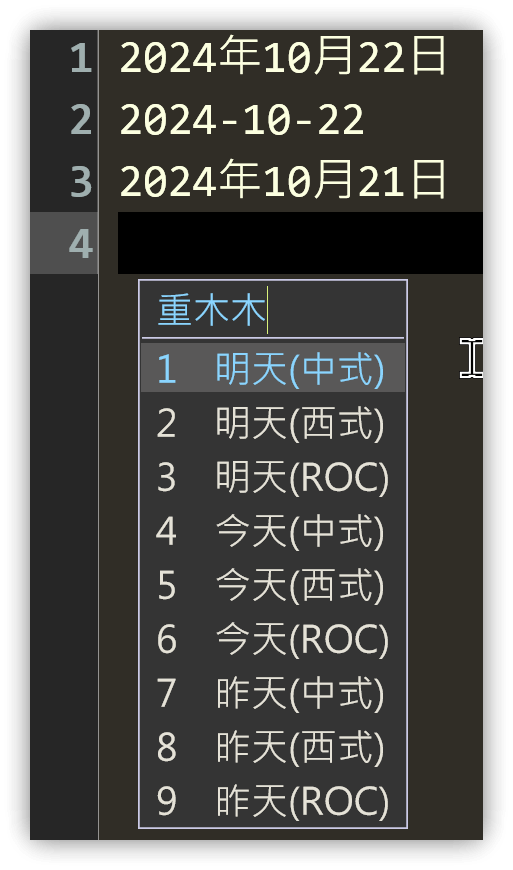 1 2024年10月22日
2 2024-10-22
3 2024年10月21日
4
重木木
1 明天(中式)
2 明天(西式)
3 明天(ROC)
4 今天(中式)
5 今天(西式)
6 今天(ROC)
7 昨天(中式)
8 昨天(西式)
9 昨天(ROC)